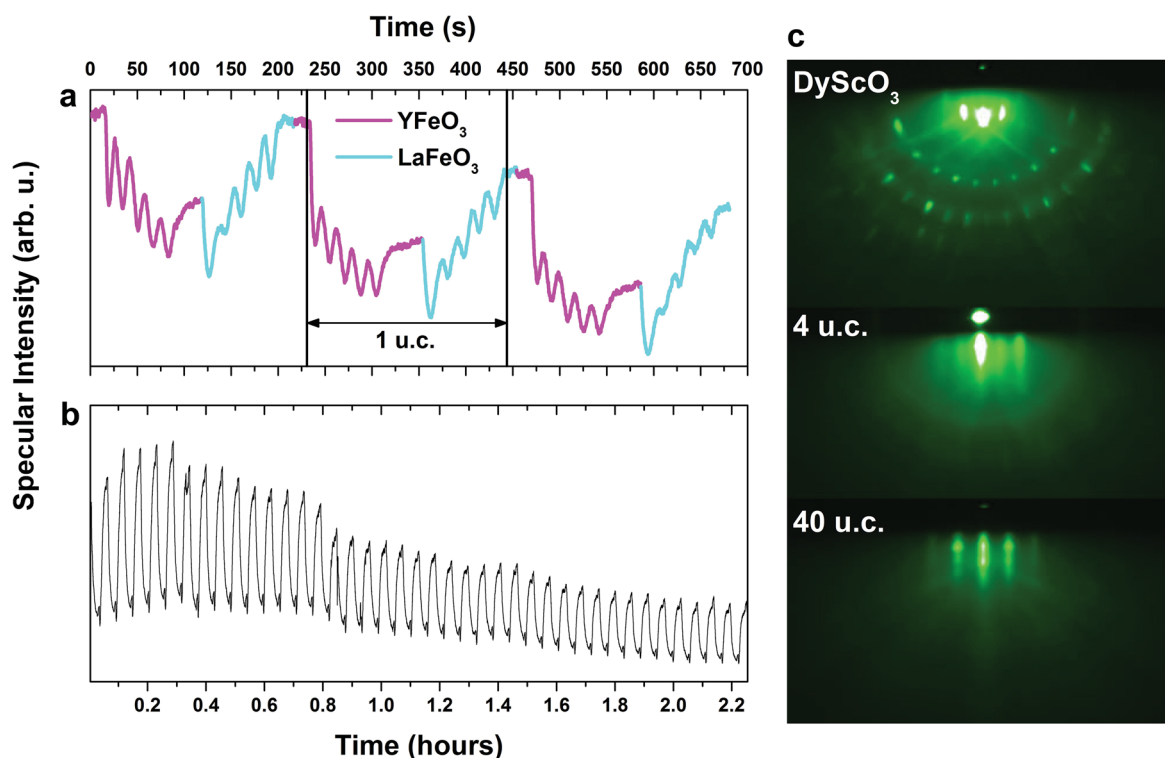 Time (s)
0 50 100 150 200 250 300 350 400 450 500 550 600 650 700
a
YFeO₃
LaFeO₃
1 u.c.
Specular Intensity (arb. u.)
b
0.2 0.4 0.6 0.8 1.0 1.2 1.4 1.6 1.8 2.0 2.2
Time (hours)
c
DyScO₃
4 u.c.
40 u.c.